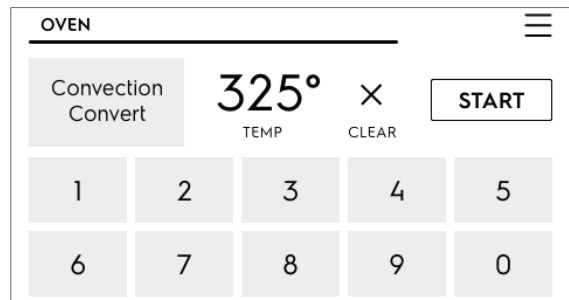 OVEN
Convection
Convert
325°
TEMP
×
CLEAR
START
1 2 3 4 5
6 7 8 9 0